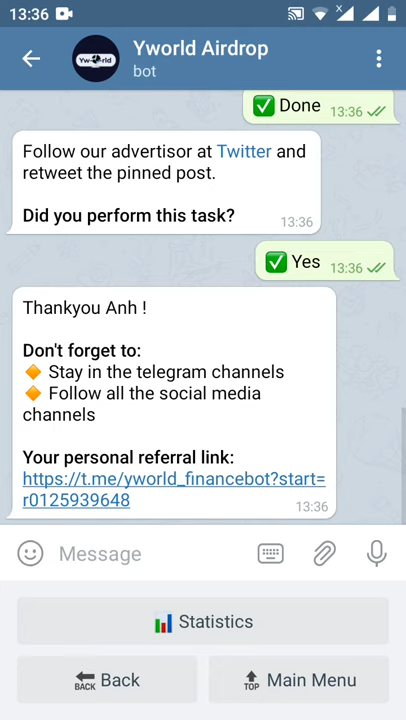 13:36
Yworld Airdrop
Yw-rld
bot
✅ Done 13:36
Follow our advertisor at Twitter and
retweet the pinned post.
Did you perform this task?
13:36
✅ Yes 13:36
Thankyou Anh !
Don't forget to:
🔸 Stay in the telegram channels
🔸 Follow all the social media
channels
Your personal referral link:
https://t.me/yworld_financebot?start=
r0125939648
13:36
Message
📊 Statistics
🔙 Back
🔝 Main Menu